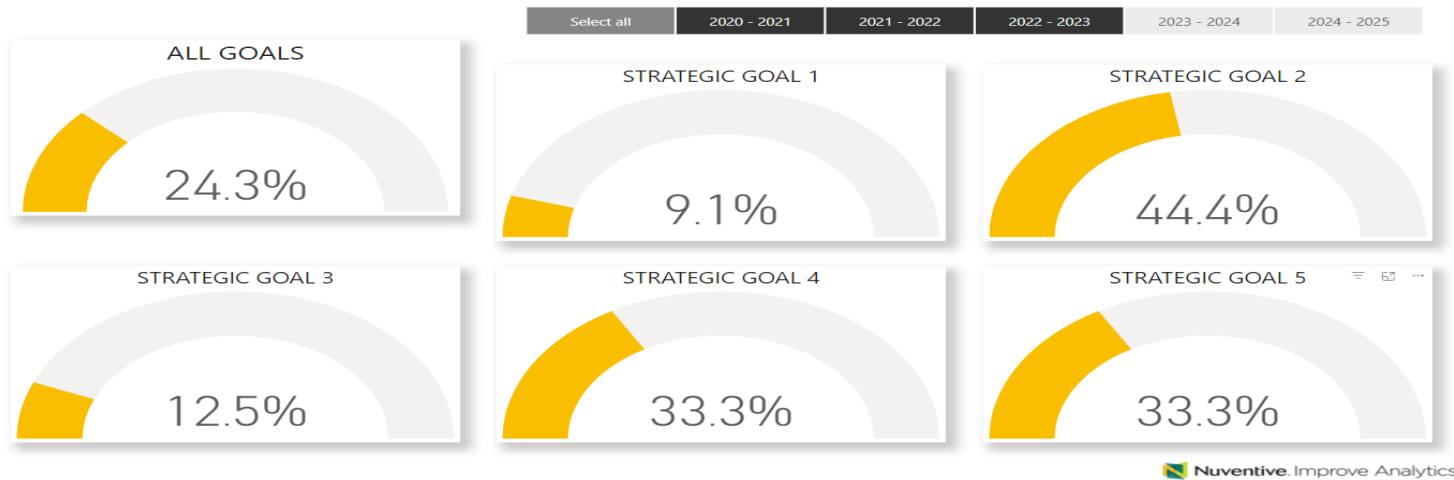 Select all 2020 - 2021 2021 - 2022 2022 - 2023 2023 - 2024 2024 - 2025
ALL GOALS
24.3%
STRATEGIC GOAL 1
9.1%
STRATEGIC GOAL 2
44.4%
STRATEGIC GOAL 3
12.5%
STRATEGIC GOAL 4
33.3%
STRATEGIC GOAL 5
33.3%
Nuventive. Improve Analytics